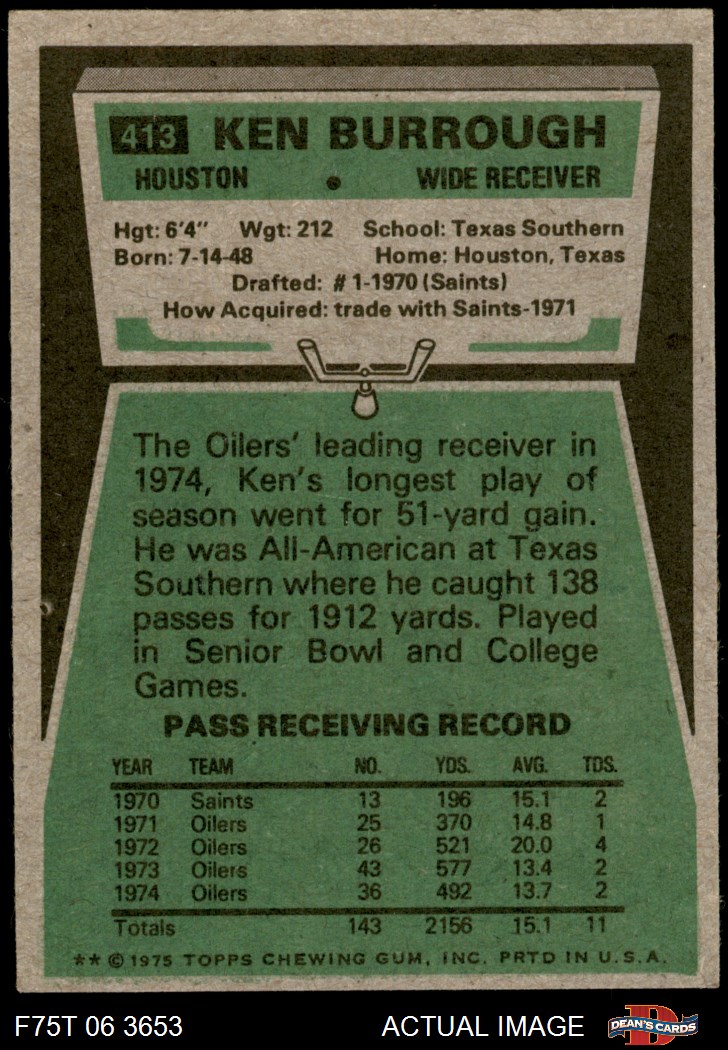 413 KEN BURROUGH
HOUSTON • WIDE RECEIVER
Hgt: 6'4" Wgt: 212 School: Texas Southern
Born: 7-14-48 Home: Houston, Texas
Drafted: # 1-1970 (Saints)
How Acquired: trade with Saints-1971
The Oilers' leading receiver in
1974, Ken's longest play of
season went for 51-yard gain.
He was All-American at Texas
Southern where he caught 138
passes for 1912 yards. Played
in Senior Bowl and College
Games.
PASS RECEIVING RECORD
YEAR TEAM NO. YDS. AVG. TDS.
1970 Saints 13 196 15.1 2
1971 Oilers 25 370 14.8 1
1972 Oilers 26 521 20.0 4
1973 Oilers 43 577 13.4 2
1974 Oilers 36 492 13.7 2
Totals 143 2156 15.1 11
** © 1975 TOPPS CHEWING GUM, INC. PRTD IN U.S.A.
F75T 06 3653 ACTUAL IMAGE D DEAN'S CARDS